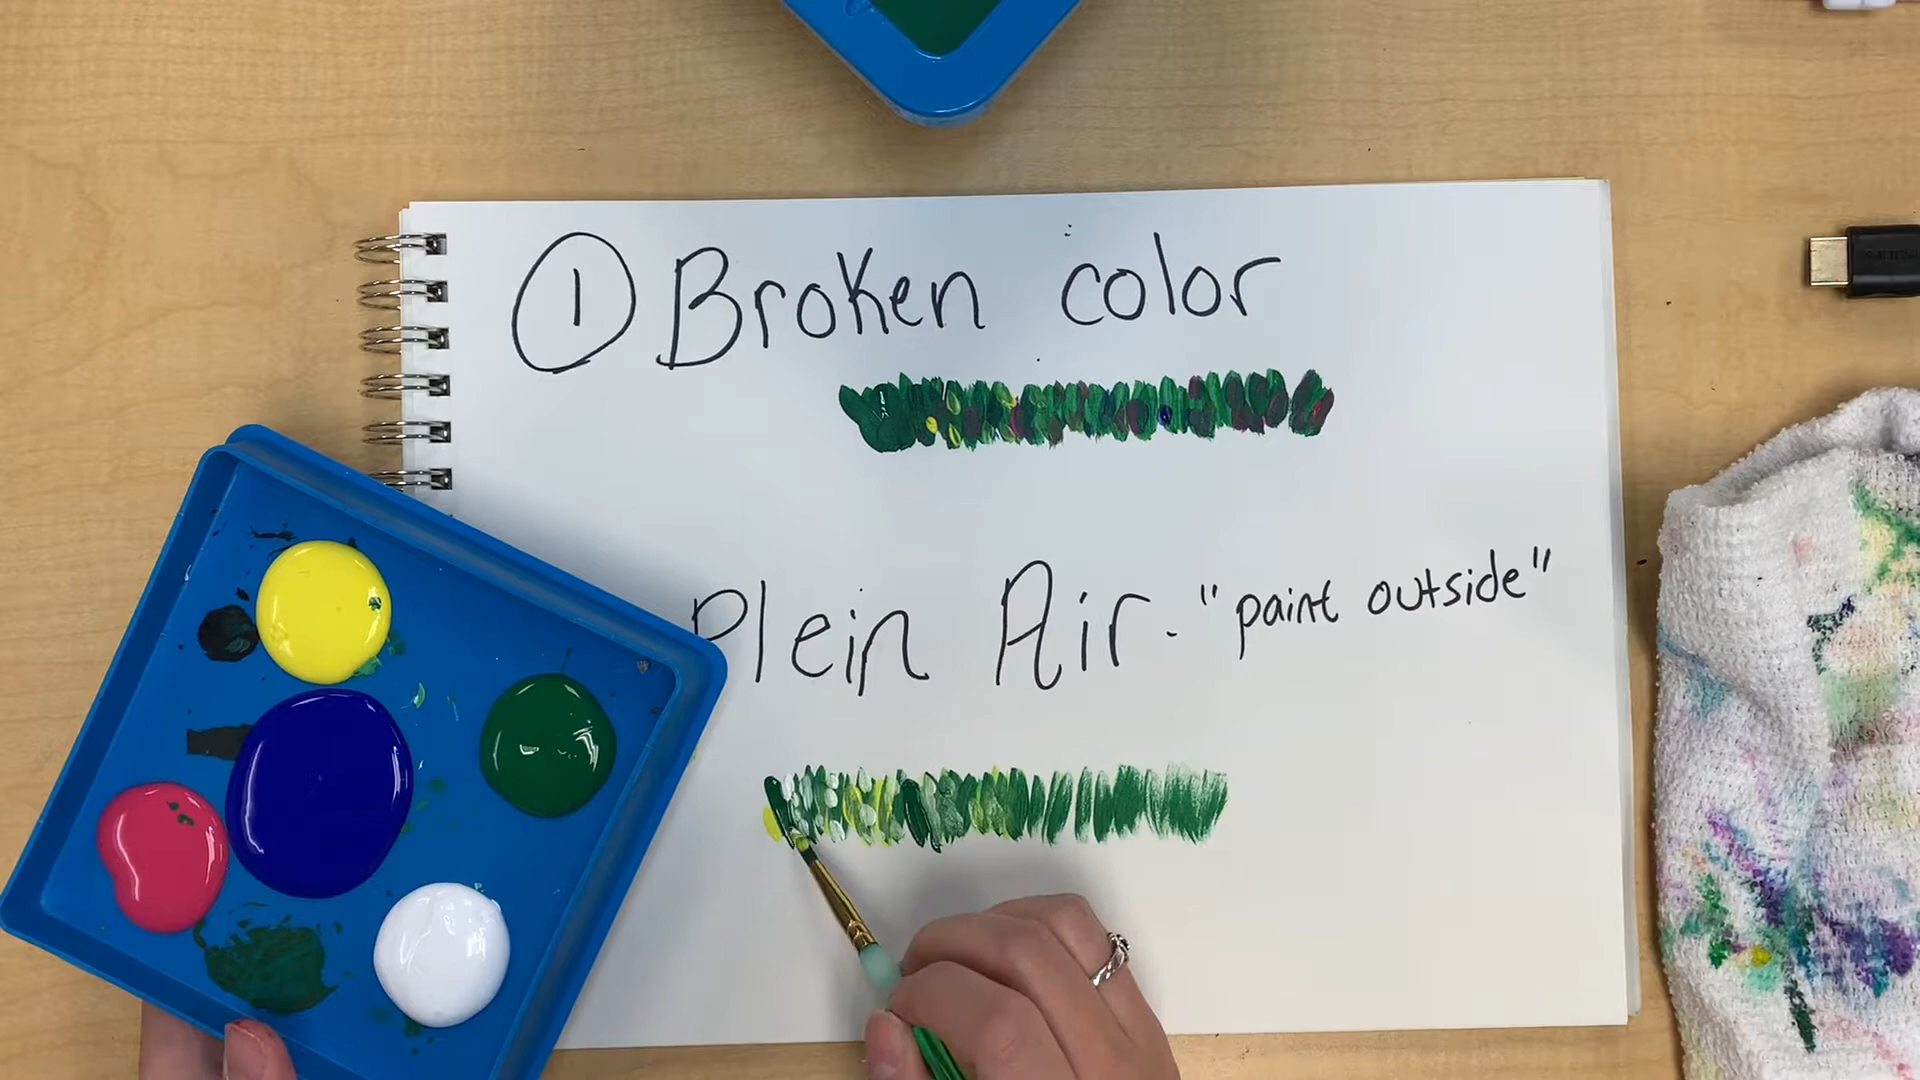 ① Broken color
Plein Air - "paint outside"